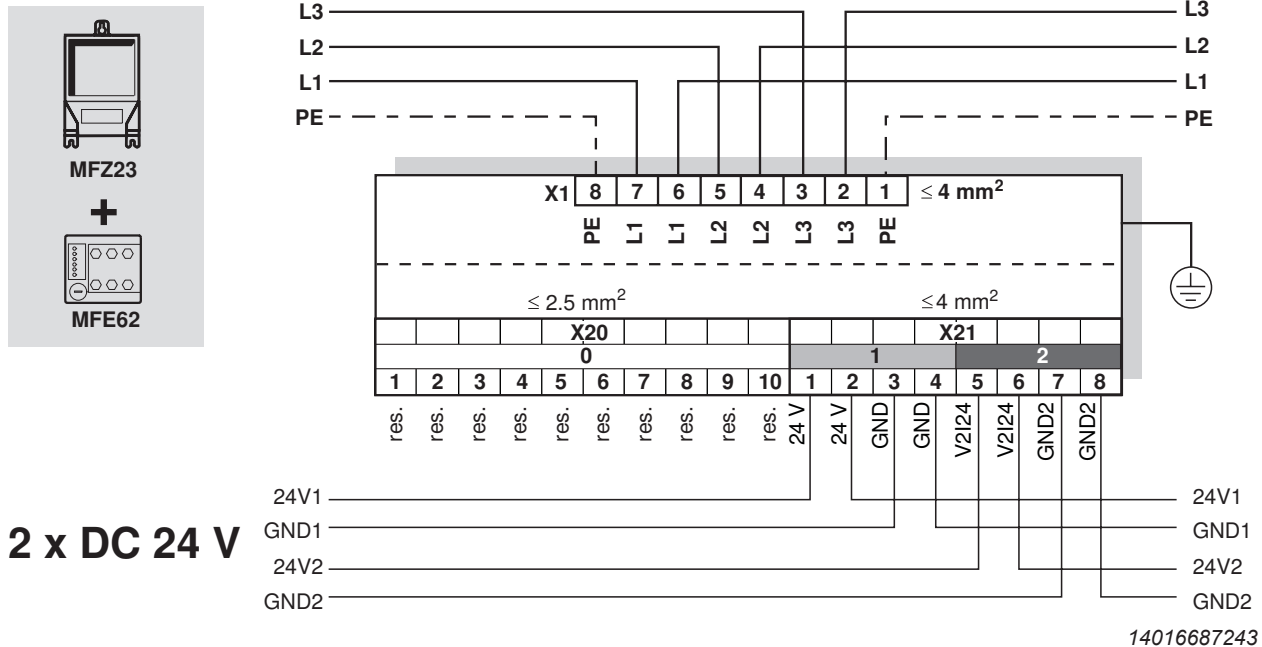 L3 L3
L2 L2
L1 L1
PE PE
MFZ23
+
MFE62
X1 8 7 6 5 4 3 2 1 ≤ 4 mm²
PE L1 L1 L2 L2 L3 L3 PE
≤ 2.5 mm² ≤4 mm²
X20 X21
0 1 2
1 2 3 4 5 6 7 8 9 10 1 2 3 4 5 6 7 8
res. res. res. res. res. res. res. res. res. res. 24 V 24 V GND GND V2I24 V2I24 GND2 GND2
2 x DC 24 V
24V1 24V1
GND1 GND1
24V2 24V2
GND2 GND2
14016687243